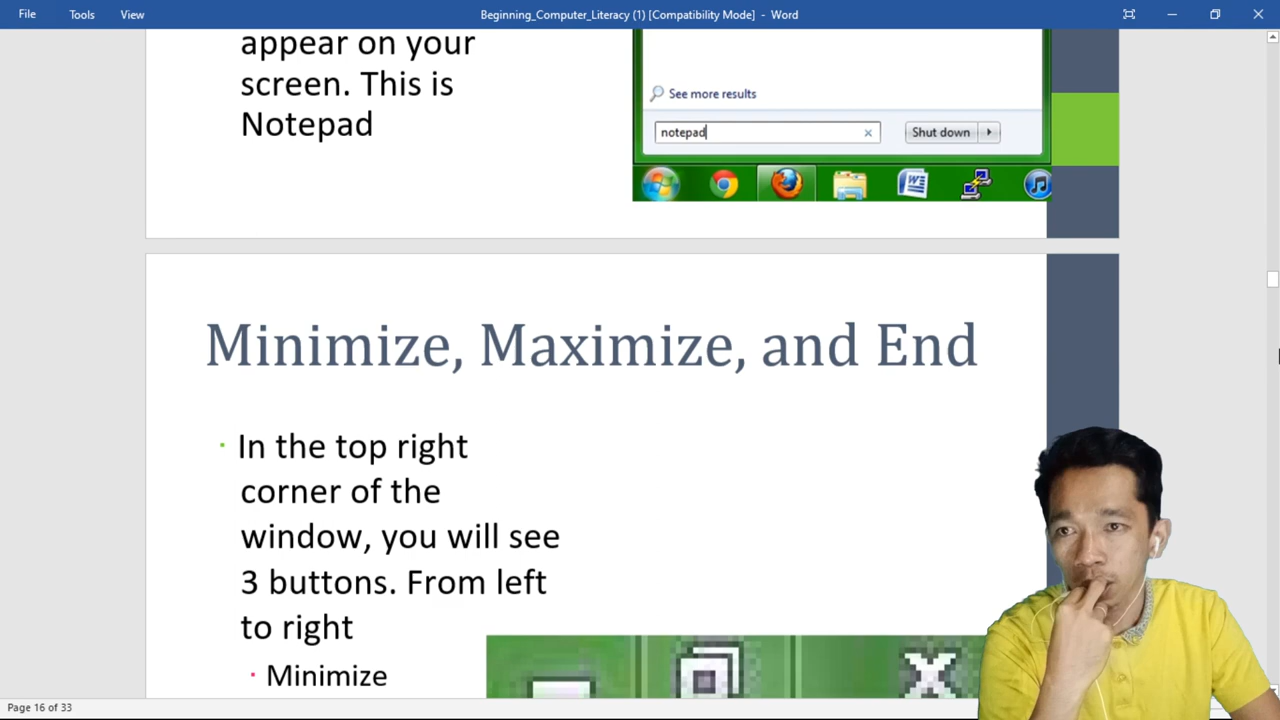 File Tools View Beginning_Computer_Literacy (1) [Compatibility Mode] - Word
appear on your
screen. This is
Notepad
See more results
notepad
Shut down
Minimize, Maximize, and End
In the top right
corner of the
window, you will see
3 buttons. From left
to right
Minimize
Page 16 of 33